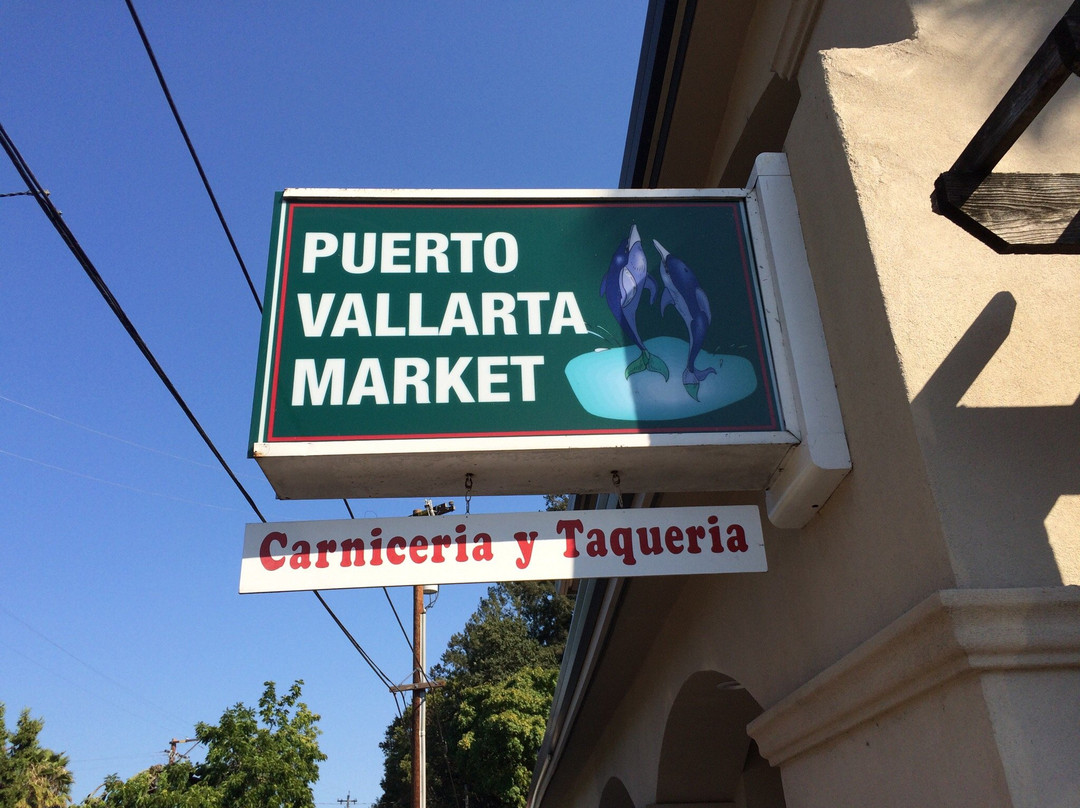 PUERTO
VALLARTA
MARKET
Carniceria y Taqueria